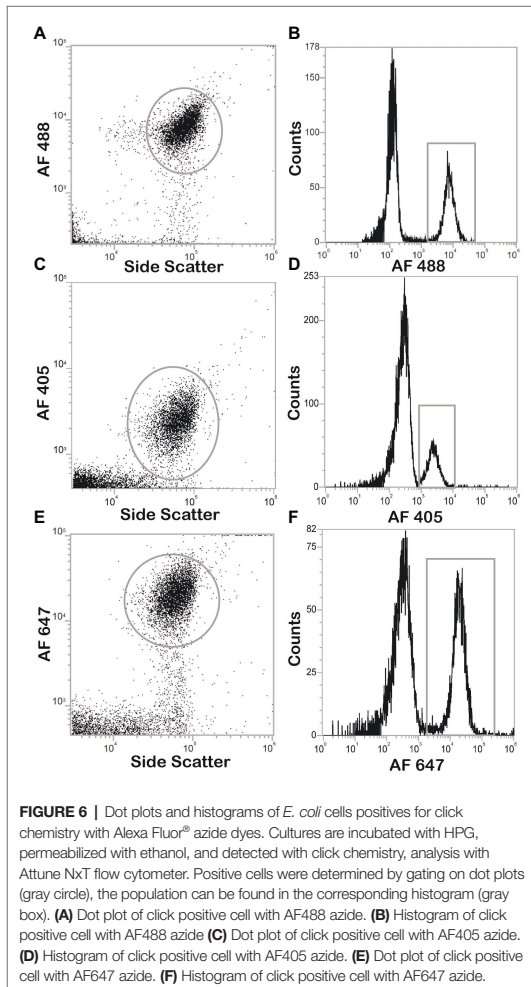 A
AF 488
10⁵
10⁴
10³
10⁴ 10⁵ 10⁶
Side Scatter
B
Counts
178
150
100
50
0
10⁰ 10¹ 10² 10³ 10⁴ 10⁵ 10⁶
AF 488
C
AF 405
10⁵
10⁴
10³
10⁴ 10⁵ 10⁶
Side Scatter
D
Counts
253
200
100
0
10⁰ 10¹ 10² 10³ 10⁴ 10⁵ 10⁶
AF 405
E
AF 647
10⁵
10⁴
10³
10⁴ 10⁵ 10⁶
Side Scatter
F
Counts
82
75
50
25
0
10⁰ 10¹ 10² 10³ 10⁴ 10⁵ 10⁶
AF 647
FIGURE 6 | Dot plots and histograms of E. coli cells positives for click
chemistry with Alexa Fluor® azide dyes. Cultures are incubated with HPG,
permeabilized with ethanol, and detected with click chemistry, analysis with
Attune NxT flow cytometer. Positive cells were determined by gating on dot plots
(gray circle), the population can be found in the corresponding histogram (gray
box). (A) Dot plot of click positive cell with AF488 azide. (B) Histogram of click
positive cell with AF488 azide (C) Dot plot of click positive cell with AF405 azide.
(D) Histogram of click positive cell with AF405 azide. (E) Dot plot of click positive
cell with AF647 azide. (F) Histogram of click positive cell with AF647 azide.